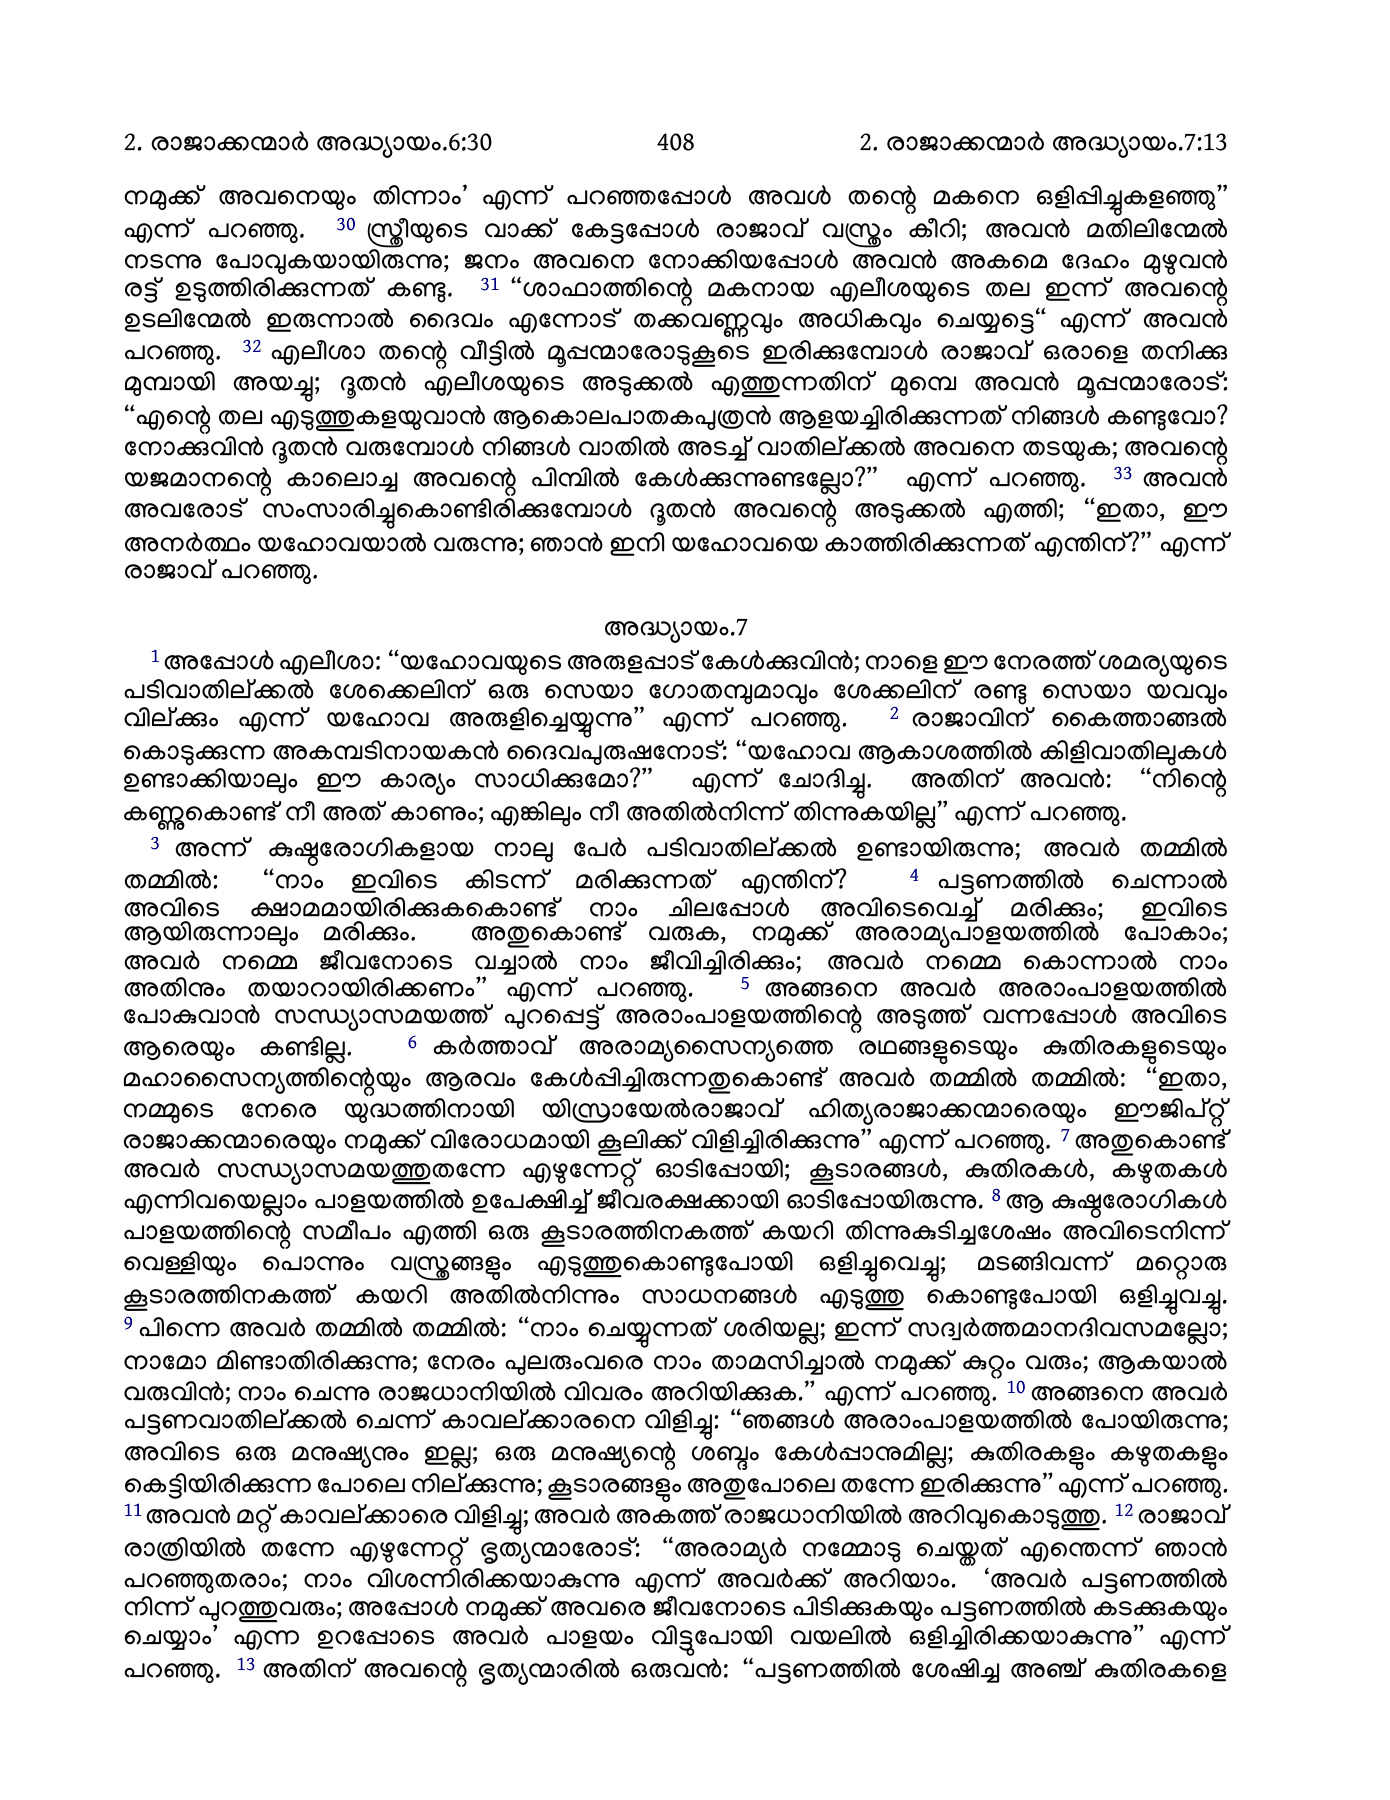 2. രാജാക്കന്മാർ അദ്ധ്യായം.6:30 408 2. രാജാക്കന്മാർ അദ്ധ്യായം.7:13
നമുക്ക് അവനെയും തിന്നാം’ എന്ന് പറഞ്ഞപ്പോൾ അവൾ തന്റെ മകനെ ഒളിപ്പിച്ചുകളഞ്ഞു”
എന്ന് പറഞ്ഞു. 30 സ്ത്രീയുടെ വാക്ക് കേട്ടപ്പോൾ രാജാവ് വസ്ത്രം കീറി; അവൻ മതിലിന്മേൽ
നടന്നു പോവുകയായിരുന്നു; ജനം അവനെ നോക്കിയപ്പോൾ അവൻ അകമെ ദേഹം മുഴുവൻ
രട്ട് ഉടുത്തിരിക്കുന്നത് കണ്ടു. 31 “ശാഫാത്തിന്റെ മകനായ എലീശയുടെ തല ഇന്ന് അവന്റെ
ഉടലിന്മേൽ ഇരുന്നാൽ ദൈവം എന്നോട് തക്കവണ്ണവും അധികവും ചെയ്യട്ടെ“ എന്ന് അവൻ
പറഞ്ഞു. 32 എലീശാ തന്റെ വീട്ടിൽ മൂപ്പന്മാരോടുകൂടെ ഇരിക്കുമ്പോൾ രാജാവ് ഒരാളെ തനിക്കു
മുമ്പായി അയച്ചു; ദൂതൻ എലീശയുടെ അടുക്കൽ എത്തുന്നതിന് മുമ്പെ അവൻ മൂപ്പന്മാരോട്:
“എന്റെ തല എടുത്തുകളയുവാൻ ആകൊലപാതകപുത്രൻ ആളയച്ചിരിക്കുന്നത് നിങ്ങൾ കണ്ടുവോ?
നോക്കുവിൻ ദൂതൻ വരുമ്പോൾ നിങ്ങൾ വാതിൽ അടച്ച് വാതില്ക്കൽ അവനെ തടയുക; അവന്റെ
യജമാനന്റെ കാലൊച്ച അവന്റെ പിമ്പിൽ കേൾക്കുന്നുണ്ടല്ലോ?” എന്ന് പറഞ്ഞു. 33 അവൻ
അവരോട് സംസാരിച്ചുകൊണ്ടിരിക്കുമ്പോൾ ദൂതൻ അവന്റെ അടുക്കൽ എത്തി; “ഇതാ, ഈ
അനർത്ഥം യഹോവയാൽ വരുന്നു; ഞാൻ ഇനി യഹോവയെ കാത്തിരിക്കുന്നത് എന്തിന്?” എന്ന്
രാജാവ് പറഞ്ഞു.
അദ്ധ്യായം.7
1 അപ്പോൾ എലീശാ: “യഹോവയുടെ അരുളപ്പാട് കേൾക്കുവിൻ; നാളെ ഈ നേരത്ത് ശമര്യയുടെ
പടിവാതില്ക്കൽ ശേക്കെലിന് ഒരു സെയാ ഗോതമ്പുമാവും ശേക്കലിന് രണ്ടു സെയാ യവവും
വില്ക്കും എന്ന് യഹോവ അരുളിച്ചെയ്യുന്നു” എന്ന് പറഞ്ഞു. 2 രാജാവിന് കൈത്താങ്ങൽ
കൊടുക്കുന്ന അകമ്പടിനായകൻ ദൈവപുരുഷനോട്: “യഹോവ ആകാശത്തിൽ കിളിവാതിലുകൾ
ഉണ്ടാക്കിയാലും ഈ കാര്യം സാധിക്കുമോ?” എന്ന് ചോദിച്ചു. അതിന് അവൻ: “നിന്റെ
കണ്ണുകൊണ്ട് നീ അത് കാണും; എങ്കിലും നീ അതിൽനിന്ന് തിന്നുകയില്ല” എന്ന് പറഞ്ഞു.
3 അന്ന് കുഷ്ഠരോഗികളായ നാലു പേർ പടിവാതില്ക്കൽ ഉണ്ടായിരുന്നു; അവർ തമ്മിൽ
തമ്മിൽ: “നാം ഇവിടെ കിടന്ന് മരിക്കുന്നത് എന്തിന്? 4 പട്ടണത്തിൽ ചെന്നാൽ
അവിടെ ക്ഷാമമായിരിക്കുകകൊണ്ട് നാം ചിലപ്പോൾ അവിടെവെച്ച് മരിക്കും; ഇവിടെ
ആയിരുന്നാലും മരിക്കും. അതുകൊണ്ട് വരുക, നമുക്ക് അരാമ്യപാളയത്തിൽ പോകാം;
അവർ നമ്മെ ജീവനോടെ വച്ചാൽ നാം ജീവിച്ചിരിക്കും; അവർ നമ്മെ കൊന്നാൽ നാം
അതിനും തയാറായിരിക്കണം” എന്ന് പറഞ്ഞു. 5 അങ്ങനെ അവർ അരാംപാളയത്തിൽ
പോകുവാൻ സന്ധ്യാസമയത്ത് പുറപ്പെട്ട് അരാംപാളയത്തിന്റെ അടുത്ത് വന്നപ്പോൾ അവിടെ
ആരെയും കണ്ടില്ല. 6 കർത്താവ് അരാമ്യസൈന്യത്തെ രഥങ്ങളുടെയും കുതിരകളുടെയും
മഹാസൈന്യത്തിന്റെയും ആരവം കേൾപ്പിച്ചിരുന്നതുകൊണ്ട് അവർ തമ്മിൽ തമ്മിൽ: “ഇതാ,
നമ്മുടെ നേരെ യുദ്ധത്തിനായി യിസ്രായേൽരാജാവ് ഹിത്യരാജാക്കന്മാരെയും ഈജിപ്റ്റ്
രാജാക്കന്മാരെയും നമുക്ക് വിരോധമായി കൂലിക്ക് വിളിച്ചിരിക്കുന്നു” എന്ന് പറഞ്ഞു. 7 അതുകൊണ്ട്
അവർ സന്ധ്യാസമയത്തുതന്നേ എഴുന്നേറ്റ് ഓടിപ്പോയി; കൂടാരങ്ങൾ, കുതിരകൾ, കഴുതകൾ
എന്നിവയെല്ലാം പാളയത്തിൽ ഉപേക്ഷിച്ച് ജീവരക്ഷക്കായി ഓടിപ്പോയിരുന്നു. 8 ആ കുഷ്ഠരോഗികൾ
പാളയത്തിന്റെ സമീപം എത്തി ഒരു കൂടാരത്തിനകത്ത് കയറി തിന്നുകുടിച്ചശേഷം അവിടെനിന്ന്
വെള്ളിയും പൊന്നും വസ്ത്രങ്ങളും എടുത്തുകൊണ്ടുപോയി ഒളിച്ചുവെച്ചു; മടങ്ങിവന്ന് മറ്റൊരു
കൂടാരത്തിനകത്ത് കയറി അതിൽനിന്നും സാധനങ്ങൾ എടുത്തു കൊണ്ടുപോയി ഒളിച്ചുവച്ചു.
9 പിന്നെ അവർ തമ്മിൽ തമ്മിൽ: “നാം ചെയ്യുന്നത് ശരിയല്ല; ഇന്ന് സദ്വർത്തമാനദിവസമല്ലോ;
നാമോ മിണ്ടാതിരിക്കുന്നു; നേരം പുലരുംവരെ നാം താമസിച്ചാൽ നമുക്ക് കുറ്റം വരും; ആകയാൽ
വരുവിൻ; നാം ചെന്നു രാജധാനിയിൽ വിവരം അറിയിക്കുക.” എന്ന് പറഞ്ഞു. 10 അങ്ങനെ അവർ
പട്ടണവാതില്ക്കൽ ചെന്ന് കാവല്ക്കാരനെ വിളിച്ചു: “ഞങ്ങൾ അരാംപാളയത്തിൽ പോയിരുന്നു;
അവിടെ ഒരു മനുഷ്യനും ഇല്ല; ഒരു മനുഷ്യന്റെ ശബ്ദം കേൾപ്പാനുമില്ല; കുതിരകളും കഴുതകളും
കെട്ടിയിരിക്കുന്ന പോലെ നില്ക്കുന്നു; കൂടാരങ്ങളും അതുപോലെ തന്നേ ഇരിക്കുന്നു” എന്ന് പറഞ്ഞു.
11 അവൻ മറ്റ് കാവല്ക്കാരെ വിളിച്ചു; അവർ അകത്ത് രാജധാനിയിൽ അറിവുകൊടുത്തു. 12 രാജാവ്
രാത്രിയിൽ തന്നേ എഴുന്നേറ്റ് ഭൃത്യന്മാരോട്: “അരാമ്യർ നമ്മോടു ചെയ്തത് എന്തെന്ന് ഞാൻ
പറഞ്ഞുതരാം; നാം വിശന്നിരിക്കയാകുന്നു എന്ന് അവർക്ക് അറിയാം. ‘അവർ പട്ടണത്തിൽ
നിന്ന് പുറത്തുവരും; അപ്പോൾ നമുക്ക് അവരെ ജീവനോടെ പിടിക്കുകയും പട്ടണത്തിൽ കടക്കുകയും
ചെയ്യാം’ എന്ന ഉറപ്പോടെ അവർ പാളയം വിട്ടുപോയി വയലിൽ ഒളിച്ചിരിക്കയാകുന്നു” എന്ന്
പറഞ്ഞു. 13 അതിന് അവന്റെ ഭൃത്യന്മാരിൽ ഒരുവൻ: “പട്ടണത്തിൽ ശേഷിച്ച അഞ്ച് കുതിരകളെ